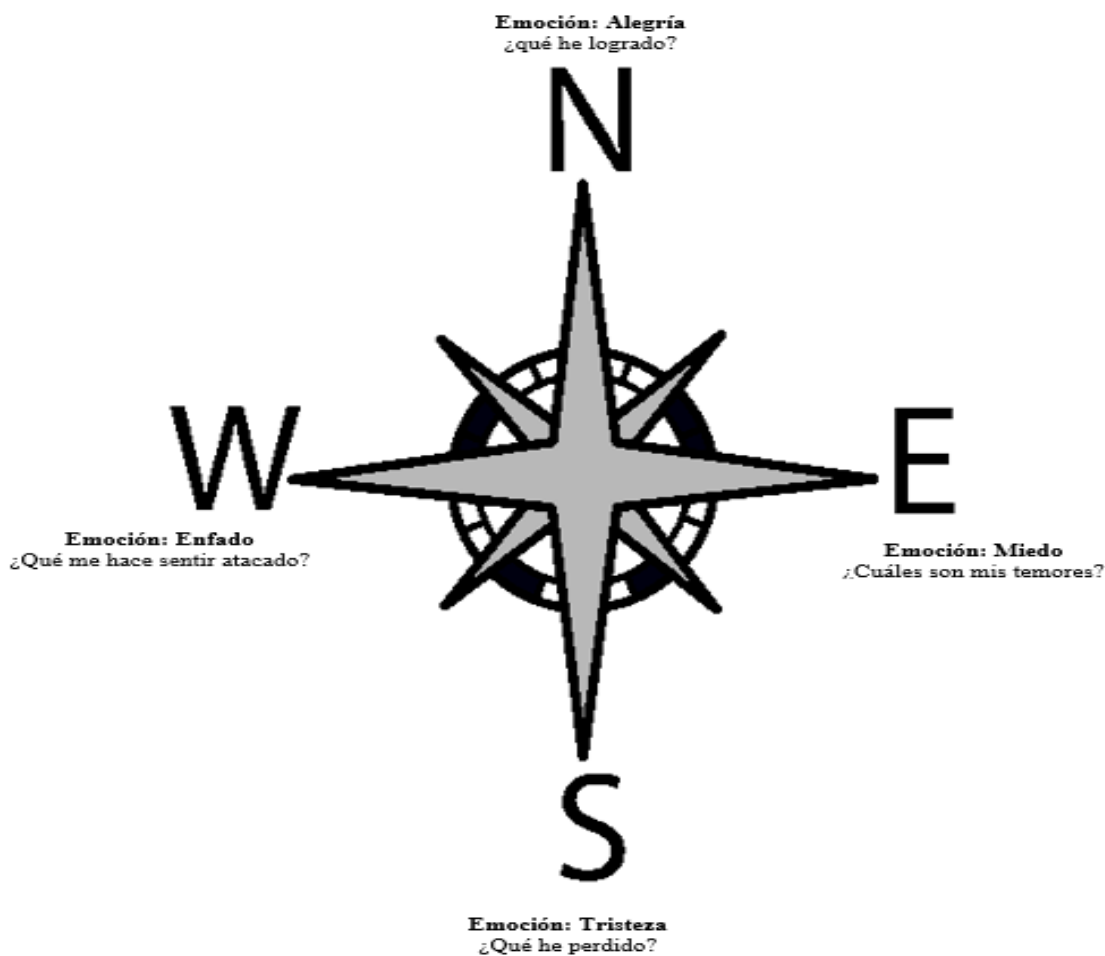 Emoción: Alegría
¿qué he logrado?
N
W
E
Emoción: Enfado
¿Qué me hace sentir atacado?
Emoción: Miedo
¿Cuáles son mis temores?
S
Emoción: Tristeza
¿Qué he perdido?